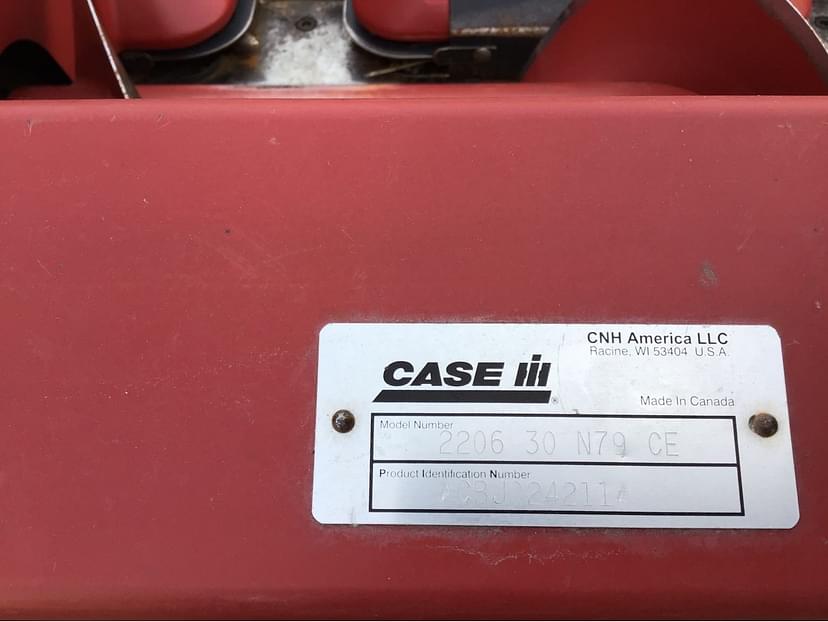 CNH America LLC
Racine, WI 53404 U.S.A.
CASE IH
®
Made In Canada
Model Number
2206 30 N79 CE
Product Identification Number